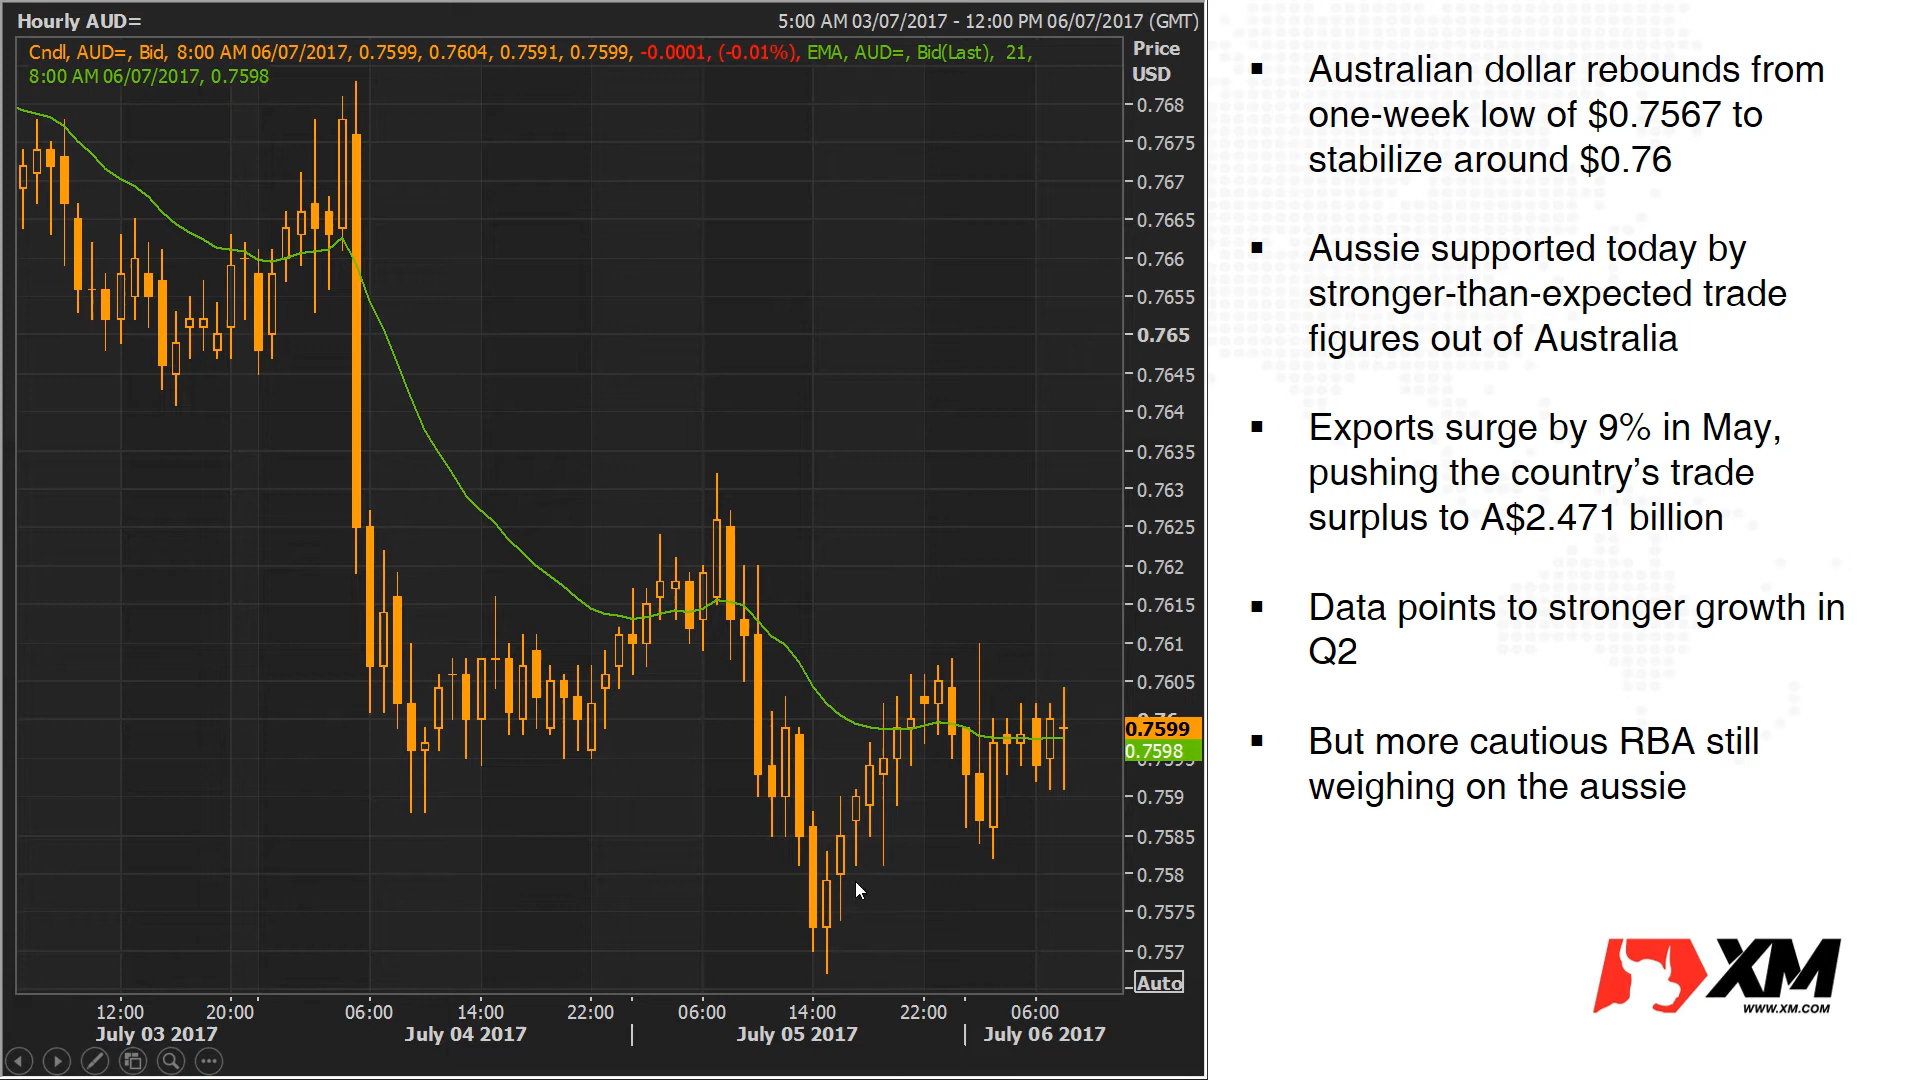 Hourly AUD=
5:00 AM 03/07/2017 - 12:00 PM 06/07/2017 (GMT)
Cndl, AUD=, Bid, 8:00 AM 06/07/2017, 0.7599, 0.7604, 0.7591, 0.7599, -0.0001, (-0.01%), EMA, AUD=, Bid(Last), 21,
8:00 AM 06/07/2017, 0.7598
Price
USD
0.768
0.7675
0.767
0.7665
0.766
0.7655
0.765
0.7645
0.764
0.7635
0.763
0.7625
0.762
0.7615
0.761
0.7605
0.7599
0.7598
0.759
0.7585
0.758
0.7575
0.757
Auto
12:00 20:00 06:00 14:00 22:00 06:00 14:00 22:00 06:00
July 03 2017 July 04 2017 July 05 2017 July 06 2017
▪ Australian dollar rebounds from
one-week low of $0.7567 to
stabilize around $0.76
▪ Aussie supported today by
stronger-than-expected trade
figures out of Australia
▪ Exports surge by 9% in May,
pushing the country’s trade
surplus to A$2.471 billion
▪ Data points to stronger growth in
Q2
▪ But more cautious RBA still
weighing on the aussie
XM
WWW.XM.COM